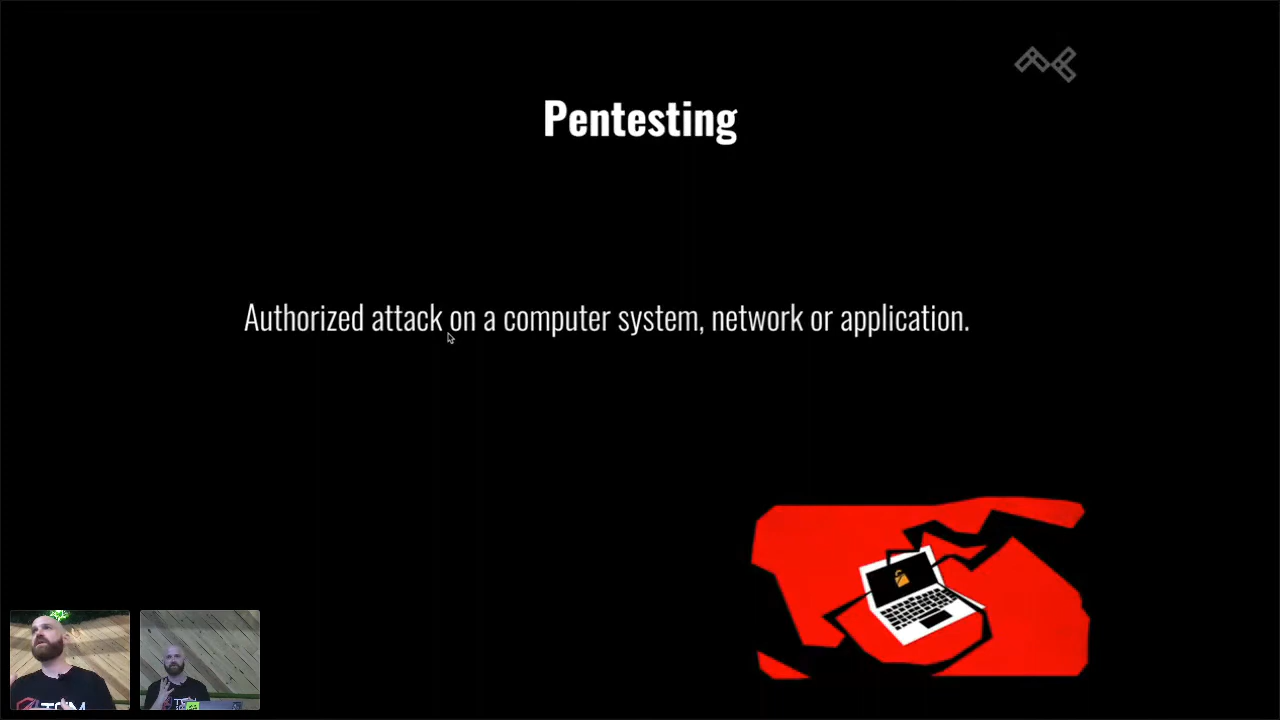 Pentesting
Authorized attack on a computer system, network or application.